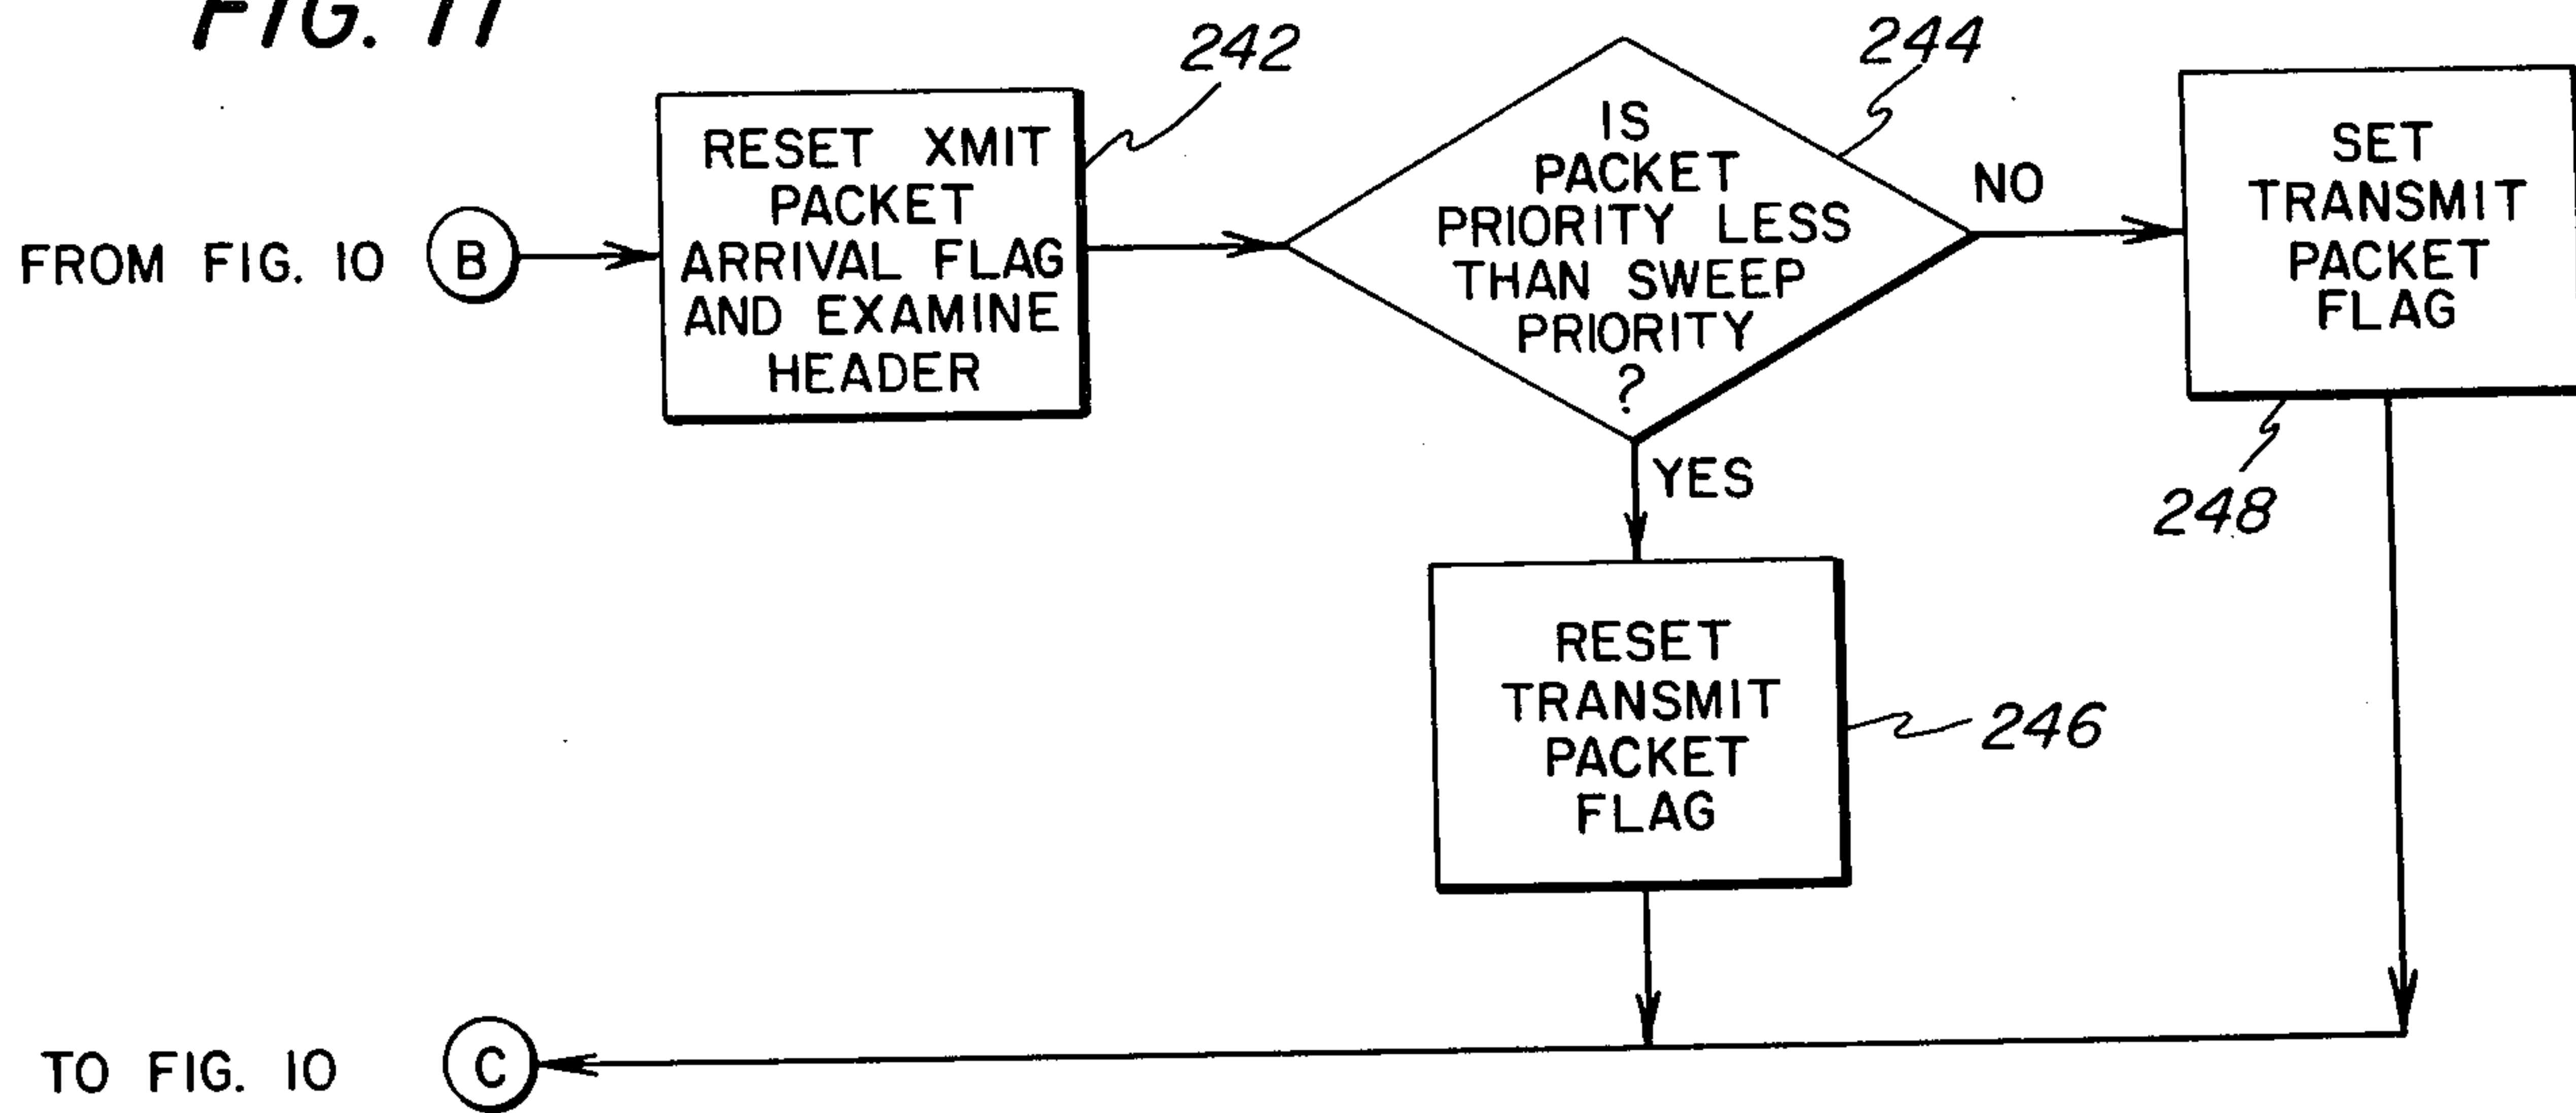 FIG. 11
242
244
RESET XMIT
PACKET
ARRIVAL FLAG
AND EXAMINE
HEADER
IS
PACKET
PRIORITY LESS
THAN SWEEP
PRIORITY
?
NO
SET
TRANSMIT
PACKET
FLAG
FROM FIG. 10
B
YES
248
RESET
TRANSMIT
PACKET
FLAG
246
TO FIG. 10
C